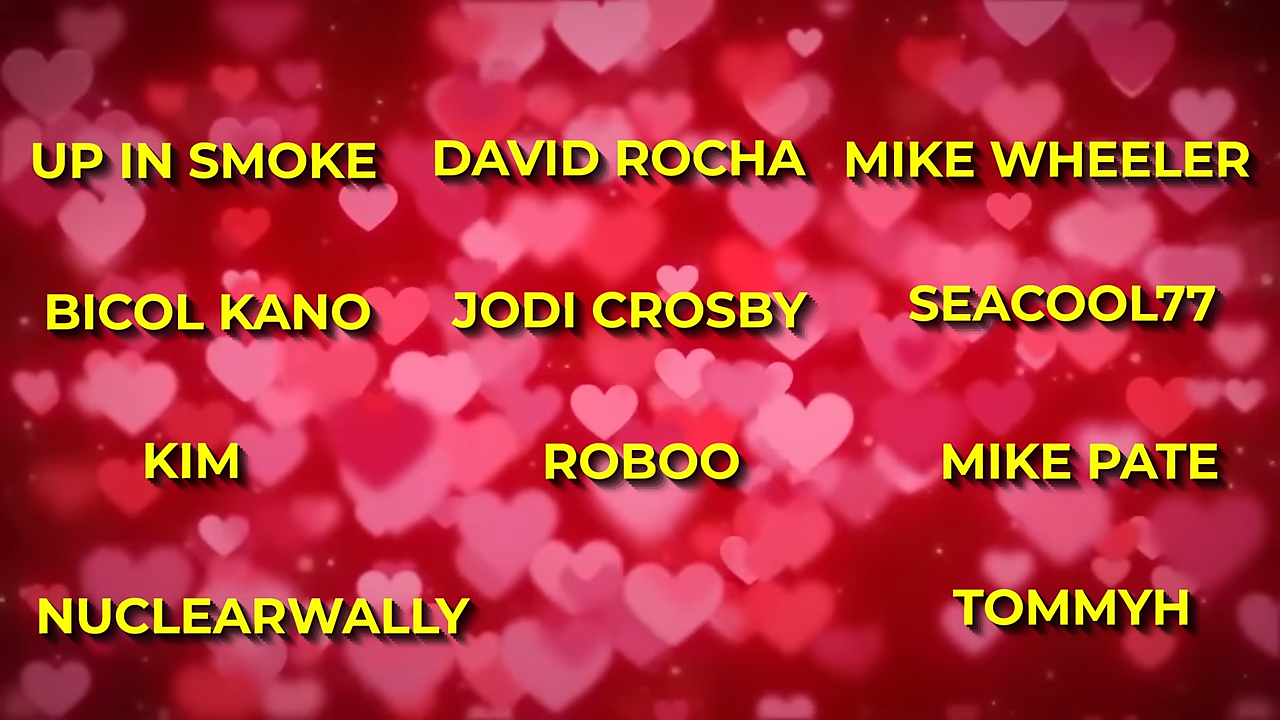 UP IN SMOKE
DAVID ROCHA
MIKE WHEELER
BICOL KANO
JODI CROSBY
SEACOOL77
KIM
ROBOO
MIKE PATE
NUCLEARWALLY
TOMMYH